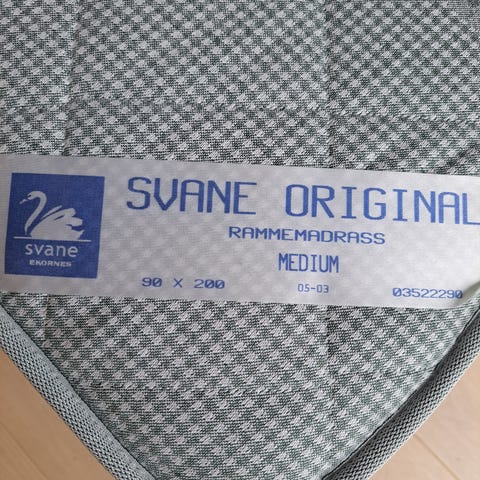 SVANE ORIGINAL
RAMMEMADRASS
MEDIUM
90 X 200 05-03 03522290
svane
EKORNES